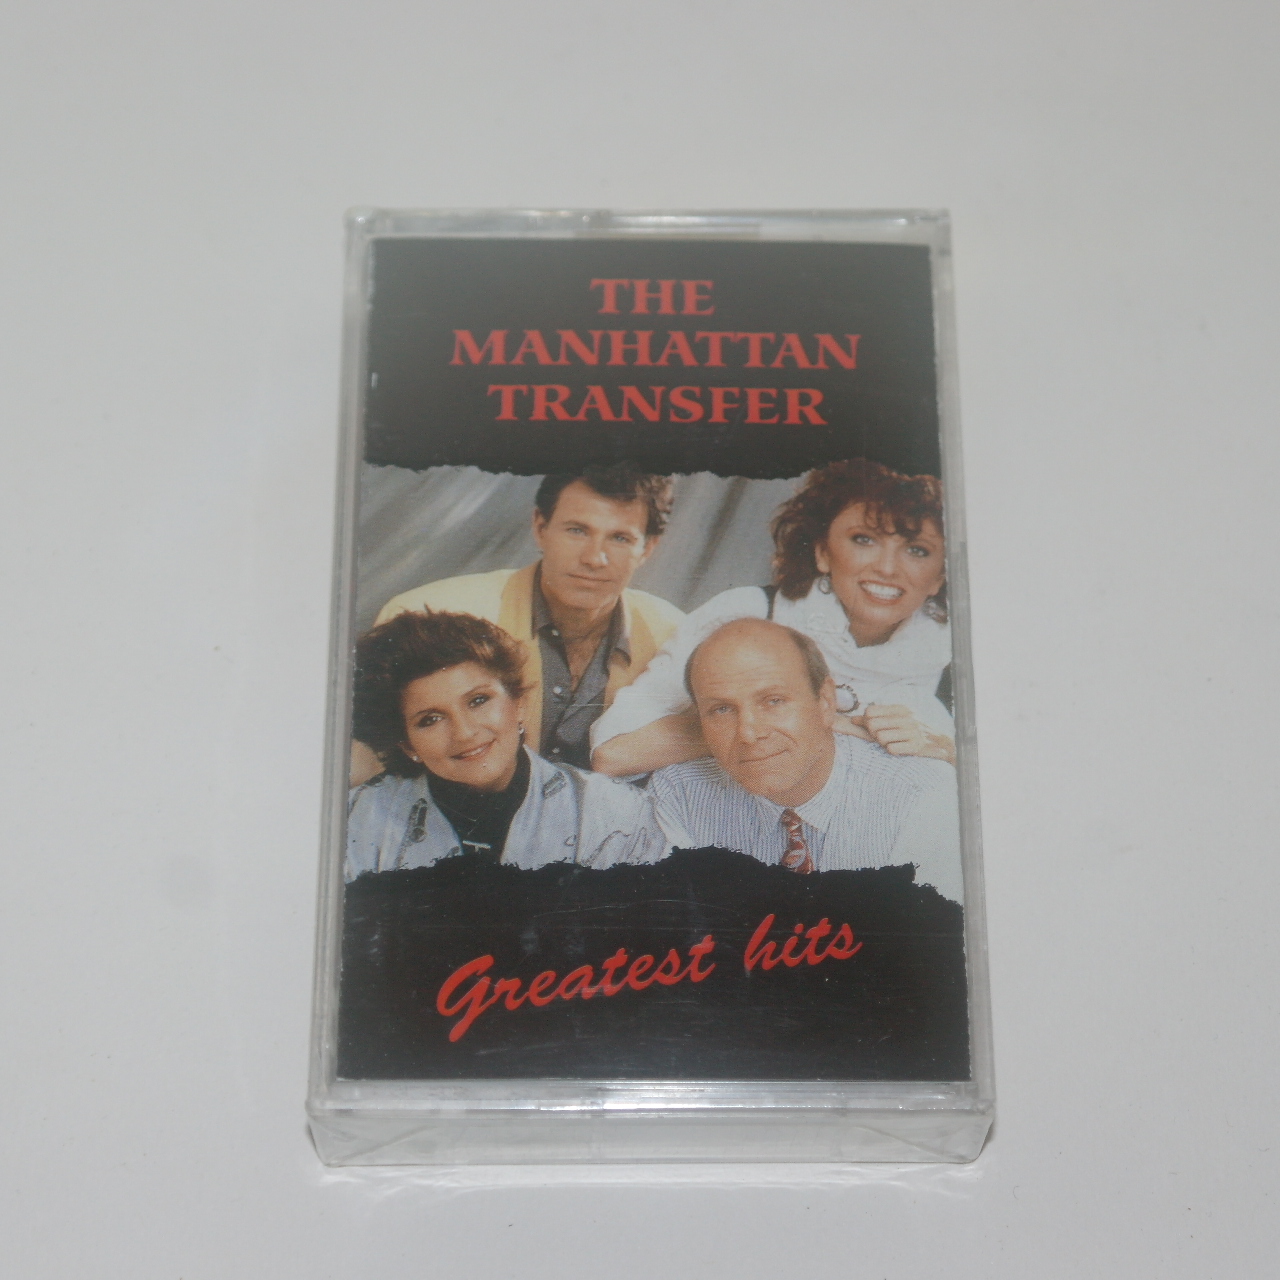 THE
MANHATTAN
TRANSFER
Greatest hits